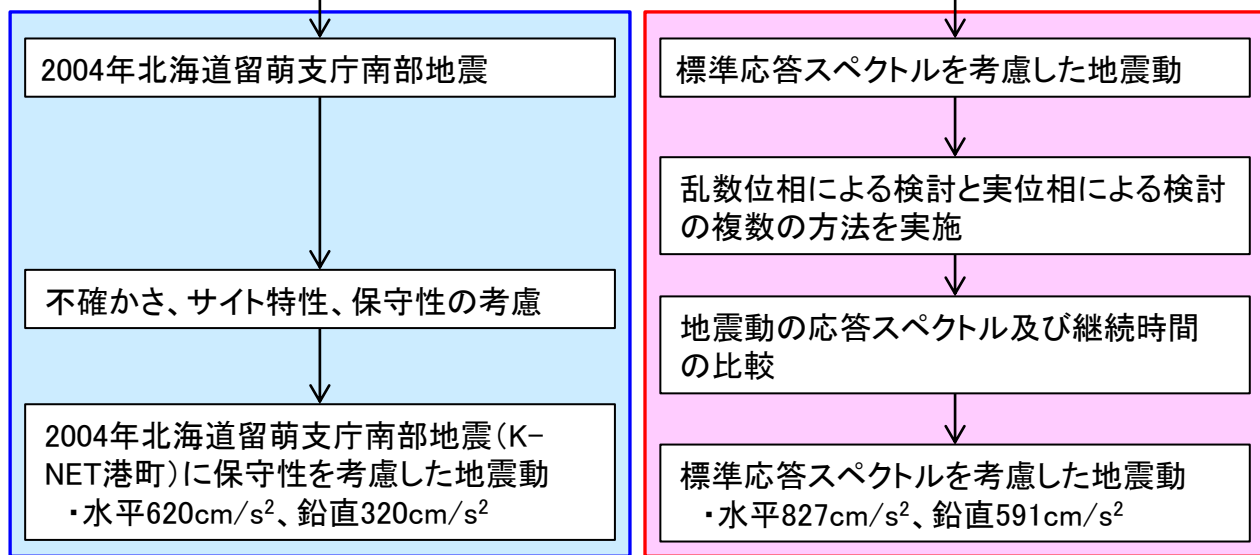 2004年北海道留萌支庁南部地震
不確かさ、サイト特性、保守性の考慮
2004年北海道留萌支庁南部地震(K-
NET港町)に保守性を考慮した地震動
・水平620cm/s²、鉛直320cm/s²
標準応答スペクトルを考慮した地震動
乱数位相による検討と実位相による検討
の複数の方法を実施
地震動の応答スペクトル及び継続時間
の比較
標準応答スペクトルを考慮した地震動
・水平827cm/s²、鉛直591cm/s²